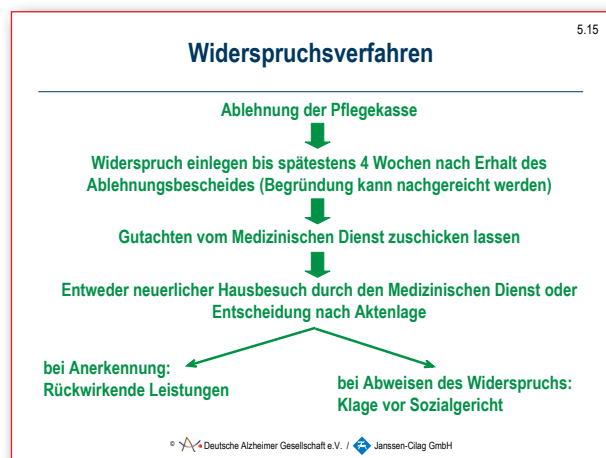 5.15
Widerspruchsverfahren
Ablehnung der Pflegekasse
Widerspruch einlegen bis spätestens 4 Wochen nach Erhalt des
Ablehnungsbescheides (Begründung kann nachgereicht werden)
Gutachten vom Medizinischen Dienst zuschicken lassen
Entweder neuerlicher Hausbesuch durch den Medizinischen Dienst oder
Entscheidung nach Aktenlage
bei Anerkennung:
Rückwirkende Leistungen
bei Abweisen des Widerspruchs:
Klage vor Sozialgericht
© Deutsche Alzheimer Gesellschaft e.V. / Janssen-Cilag GmbH